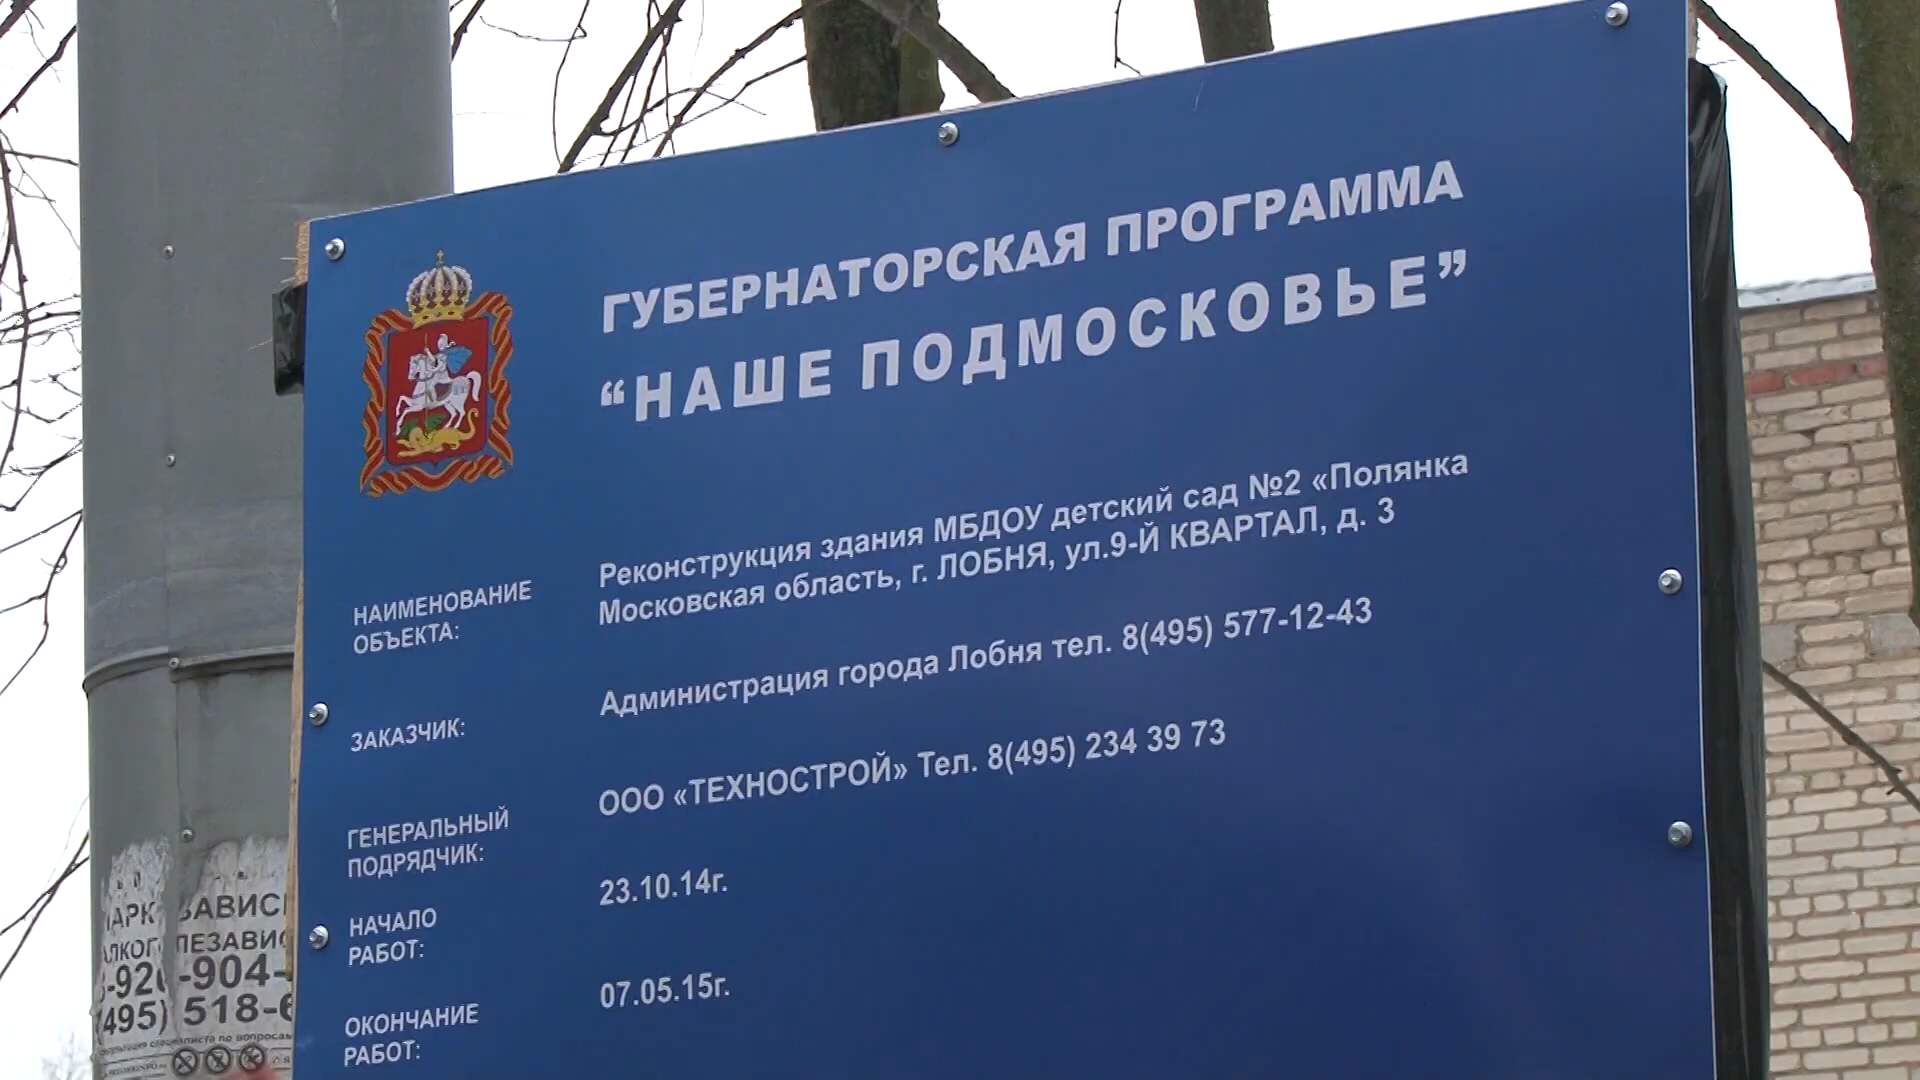 ГУБЕРНАТОРСКАЯ ПРОГРАММА
“НАШЕ ПОДМОСКОВЬЕ”
НАИМЕНОВАНИЕ
ОБЪЕКТА:
Реконструкция здания МБДОУ детский сад №2 «Полянка
Московская область, г. ЛОБНЯ, ул.9-Й КВАРТАЛ, д. 3
ЗАКАЗЧИК:
Администрация города Лобня тел. 8(495) 577-12-43
ГЕНЕРАЛЬНЫЙ
ПОДРЯДЧИК:
ООО «ТЕХНОСТРОЙ» Тел. 8(495) 234 39 73
НАЧАЛО
РАБОТ:
23.10.14г.
ОКОНЧАНИЕ
РАБОТ:
07.05.15г.
-904-
(495) 518-6
по вопросам